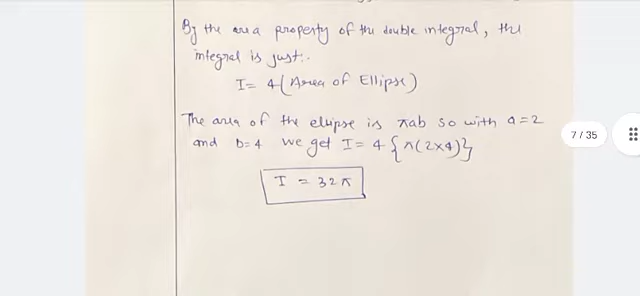 By the area property of the double integral, the
integral is just:.
I= 4(Area of Ellipse)
The area of the ellipse is πab so with a=2
and b=4 we get I= 4{π(2×4)}
I = 32π
7 / 35